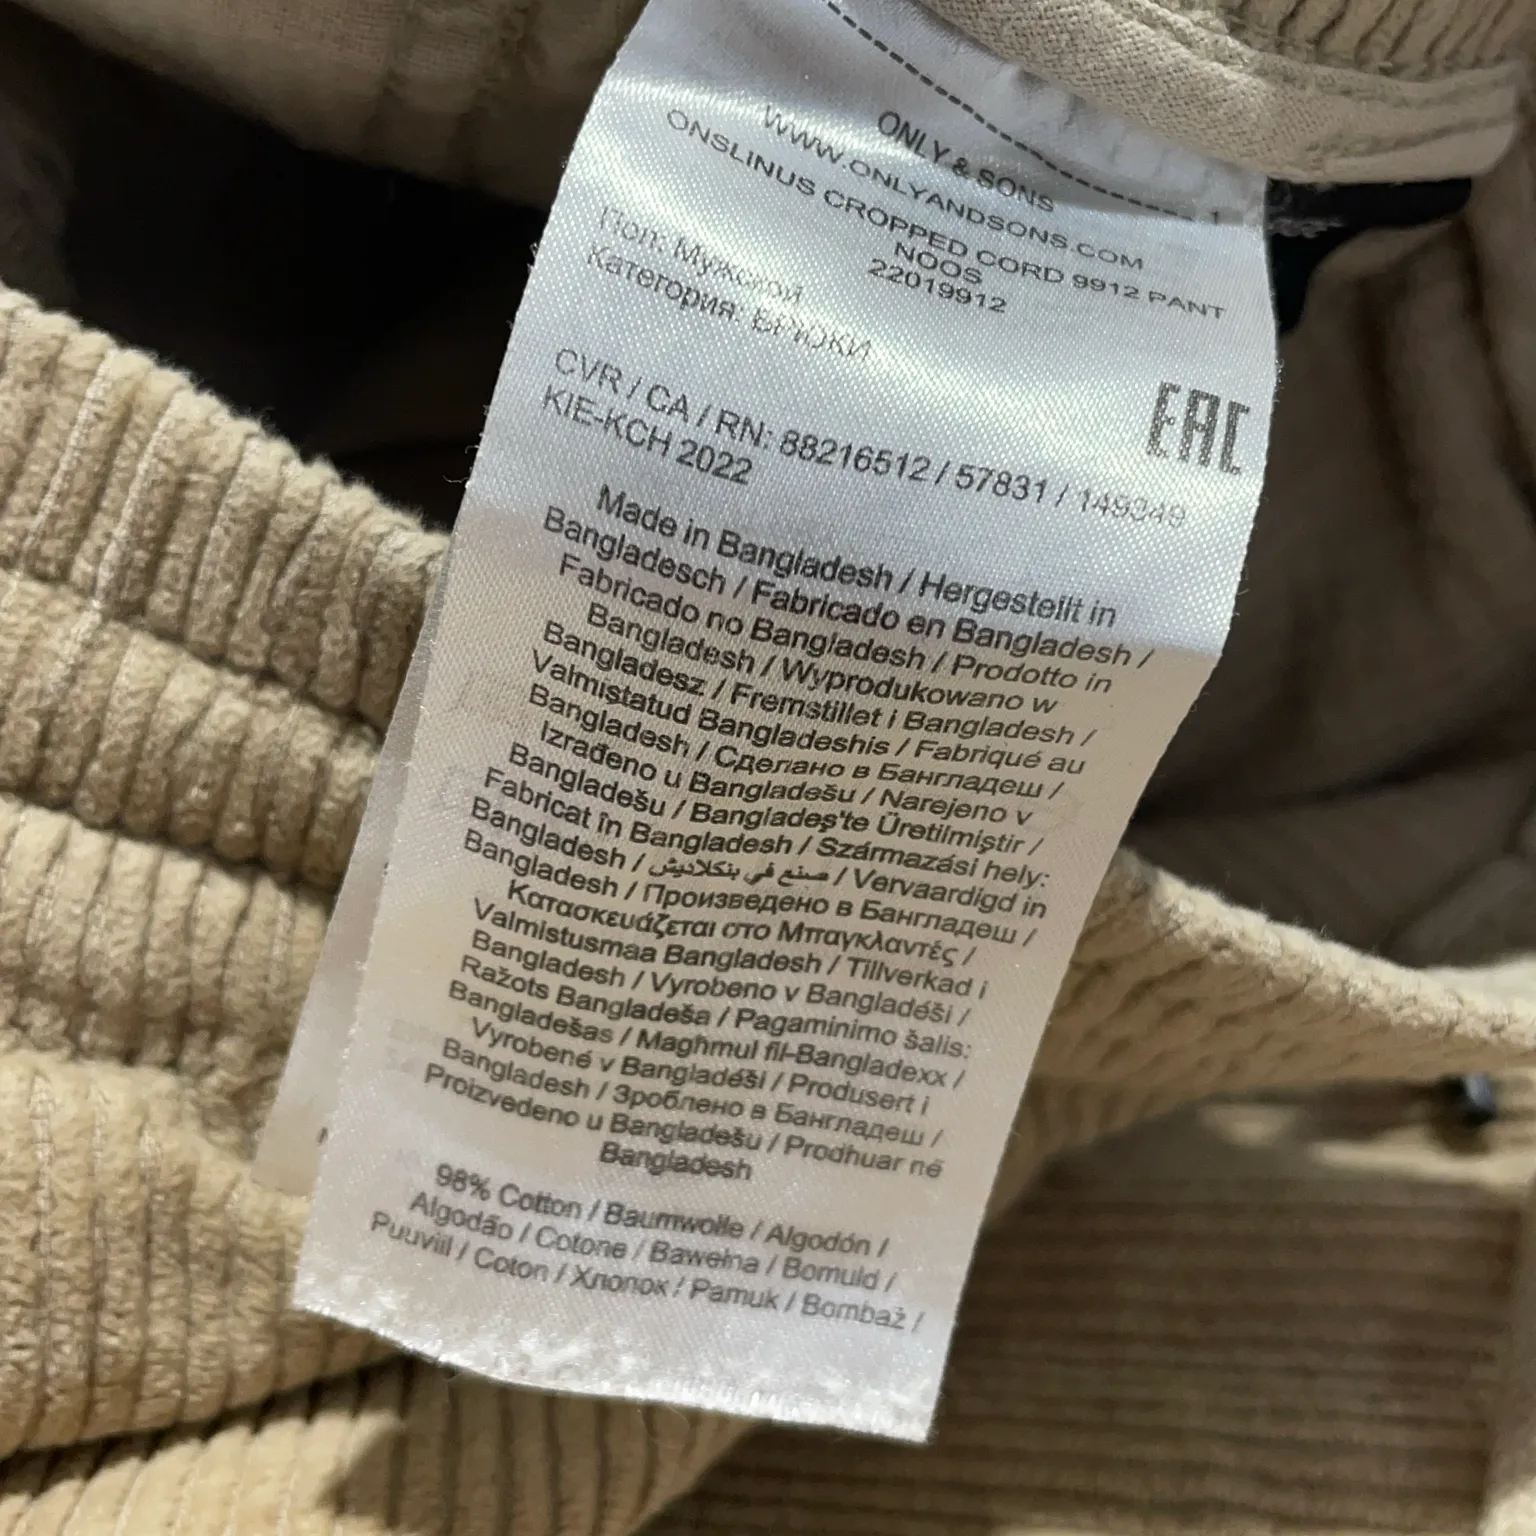 ONLY & SONS
WWW.ONLYANDSONS.COM
ONSLINUS CROPPED CORD 9912 PANT
NOOS
22019912
Пол: Мужской
Категория: БРЮКИ
EAC
CVR / CA / RN: 88216512 / 57831 / 149349
KIE-KCH 2022
Made in Bangladesh / Hergestellt in
Bangladesch / Fabricado en Bangladesh /
Fabricado no Bangladesh / Prodotto in
Bangladesh / Wyprodukowano w
Bangladesz / Fremstillet i Bangladesh /
Valmistatud Bangladeshis / Fabriqué au
Bangladesh / Сделано в Бангладеш /
Izrađeno u Bangladešu / Narejeno v
Bangladešu / Bangladeş'te Üretilmiştir /
Fabricat în Bangladesh / Származási hely:
Bangladesh / صنع في بنكلاديش / Vervaardigd in
Bangladesh / Произведено в Бангладеш /
Κατασκευάζεται στο Μπαγκλαντές /
Valmistusmaa Bangladesh / Tillverkad i
Bangladesh / Vyrobeno v Bangladéši /
Ražots Bangladeša / Pagaminimo šalis:
Bangladešas / Magħmul fil-Bangladexx /
Vyrobené v Bangladéši / Produsert i
Bangladesh / Зроблено в Бангладеш /
Proizvedeno u Bangladešu / Prodhuar në
Bangladesh
98% Cotton / Baumwolle / Algodón /
Algodão / Cotone / Bawełna / Bomuld /
Puuviil / Coton / Хлопок / Pamuk / Bombaž /